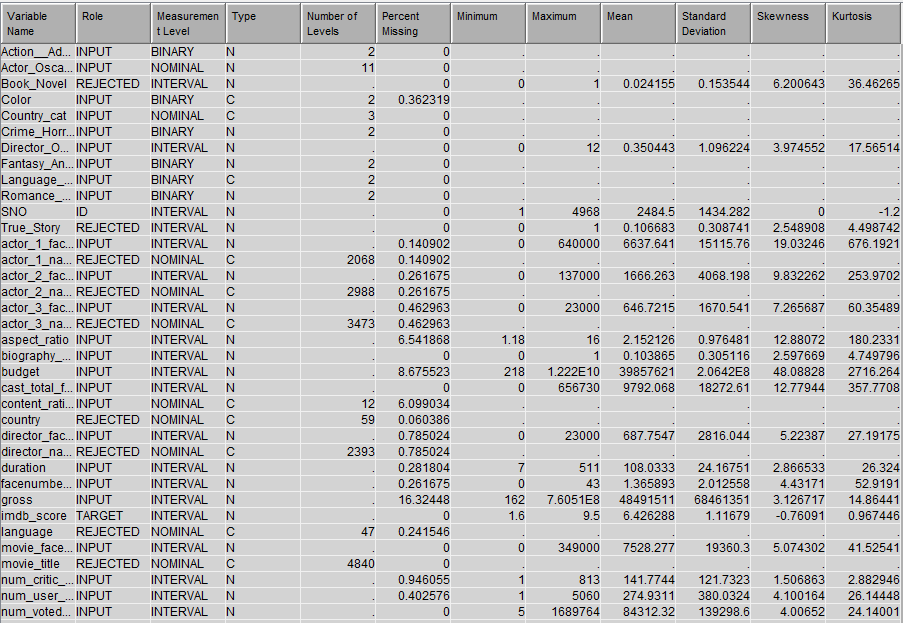 Variable Name Role Measuremen t Level Type Number of Levels Percent Missing Minimum Maximum Mean Standard Deviation Skewness Kurtosis
Action__Ad... INPUT BINARY N 2 0 . . . . . .
Actor_Osca... INPUT NOMINAL N 11 0 . . . . . .
Book_Novel REJECTED INTERVAL N . 0 0 1 0.024155 0.153544 6.200643 36.46265
Color INPUT BINARY C 2 0.362319 . . . . . .
Country_cat INPUT NOMINAL C 3 0 . . . . . .
Crime_Horr... INPUT BINARY N 2 0 . . . . . .
Director_O... INPUT INTERVAL N . 0 0 12 0.350443 1.096224 3.974552 17.56514
Fantasy_An... INPUT BINARY N 2 0 . . . . . .
Language_... INPUT BINARY C 2 0 . . . . . .
Romance_... INPUT BINARY N 2 0 . . . . . .
SNO ID INTERVAL N . 0 1 4968 2484.5 1434.282 0 -1.2
True_Story REJECTED INTERVAL N . 0 0 1 0.106683 0.308741 2.548908 4.498742
actor_1_fac... INPUT INTERVAL N . 0.140902 0 640000 6637.641 15115.76 19.03246 676.1921
actor_1_na... REJECTED NOMINAL C 2068 0.140902 . . . . . .
actor_2_fac... INPUT INTERVAL N . 0.261675 0 137000 1666.263 4068.198 9.832262 253.9702
actor_2_na... REJECTED NOMINAL C 2988 0.261675 . . . . . .
actor_3_fac... INPUT INTERVAL N . 0.462963 0 23000 646.7215 1670.541 7.265687 60.35489
actor_3_na... REJECTED NOMINAL C 3473 0.462963 . . . . . .
aspect_ratio INPUT INTERVAL N . 6.541868 1.18 16 2.152126 0.976481 12.88072 180.2331
biography_... INPUT INTERVAL N . 0 0 1 0.103865 0.305116 2.597669 4.749796
budget INPUT INTERVAL N . 8.675523 218 1.222E10 39857621 2.0642E8 48.08828 2716.264
cast_total_f... INPUT INTERVAL N . 0 0 656730 9792.068 18272.61 12.77944 357.7708
content_rati... INPUT NOMINAL C 12 6.099034 . . . . . .
country REJECTED NOMINAL C 59 0.060386 . . . . . .
director_fac... INPUT INTERVAL N . 0.785024 0 23000 687.7547 2816.044 5.22387 27.19175
director_na... REJECTED NOMINAL C 2393 0.785024 . . . . . .
duration INPUT INTERVAL N . 0.281804 7 511 108.0333 24.16751 2.866533 26.324
facenumbe... INPUT INTERVAL N . 0.261675 0 43 1.365893 2.012558 4.43171 52.9191
gross INPUT INTERVAL N . 16.32448 162 7.6051E8 48491511 68461351 3.126717 14.86441
imdb_score TARGET INTERVAL N . 0 1.6 9.5 6.426288 1.11679 -0.76091 0.967446
language REJECTED NOMINAL C 47 0.241546 . . . . . .
movie_face... INPUT INTERVAL N . 0 0 349000 7528.277 19360.3 5.074302 41.52541
movie_title REJECTED NOMINAL C 4840 0 . . . . . .
num_critic_... INPUT INTERVAL N . 0.946055 1 813 141.7744 121.7323 1.506863 2.882946
num_user_... INPUT INTERVAL N . 0.402576 1 5060 274.9311 380.0324 4.100164 26.14448
num_voted... INPUT INTERVAL N . 0 5 1689764 84312.32 139298.6 4.00652 24.14001